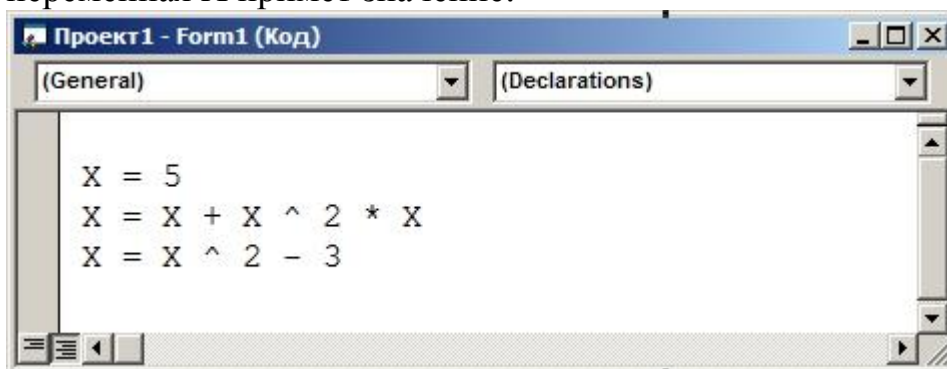 Проект1 - Form1 (Код)
(General) (Declarations)
X = 5
X = X + X ^ 2 * X
X = X ^ 2 - 3